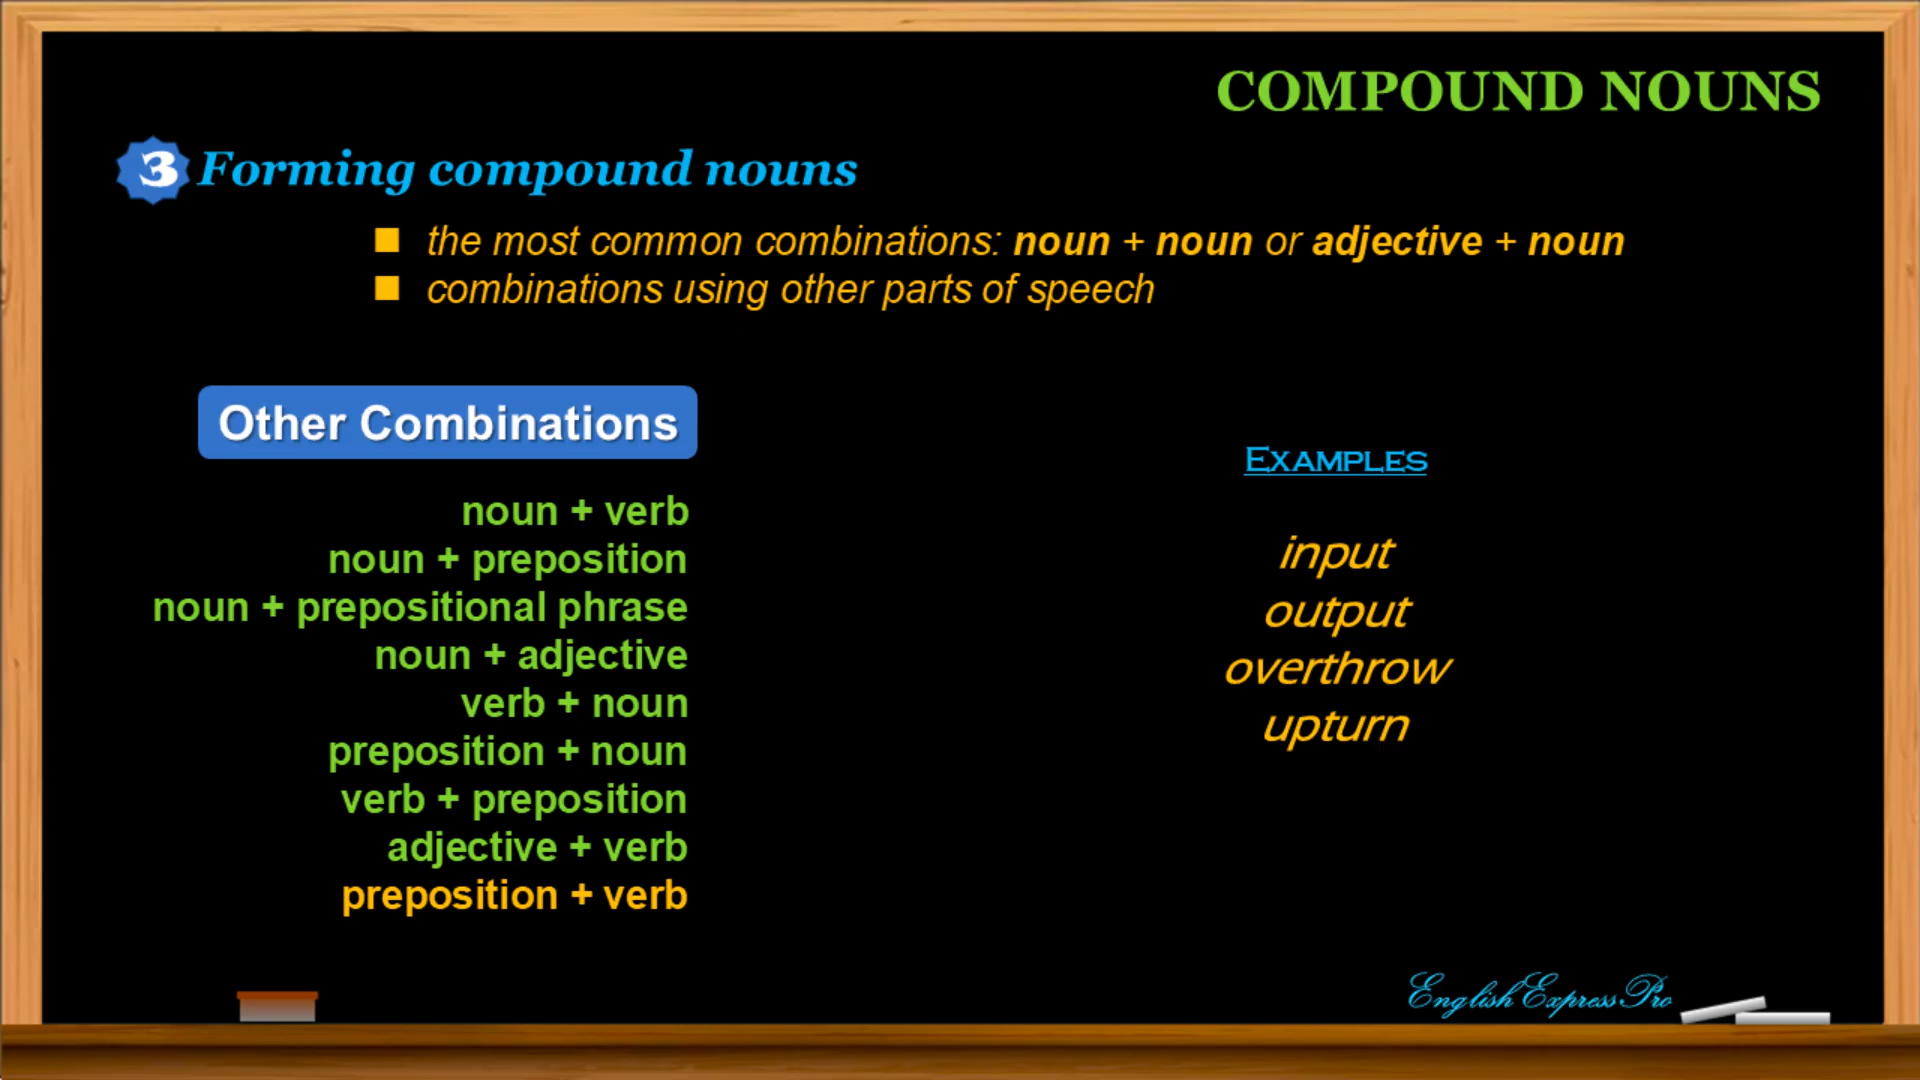 COMPOUND NOUNS
3 Forming compound nouns
■ the most common combinations: noun + noun or adjective + noun
■ combinations using other parts of speech
Other Combinations
noun + verb
noun + preposition
noun + prepositional phrase
noun + adjective
verb + noun
preposition + noun
verb + preposition
adjective + verb
preposition + verb
EXAMPLES
input
output
overthrow
upturn
EnglishExpressPro